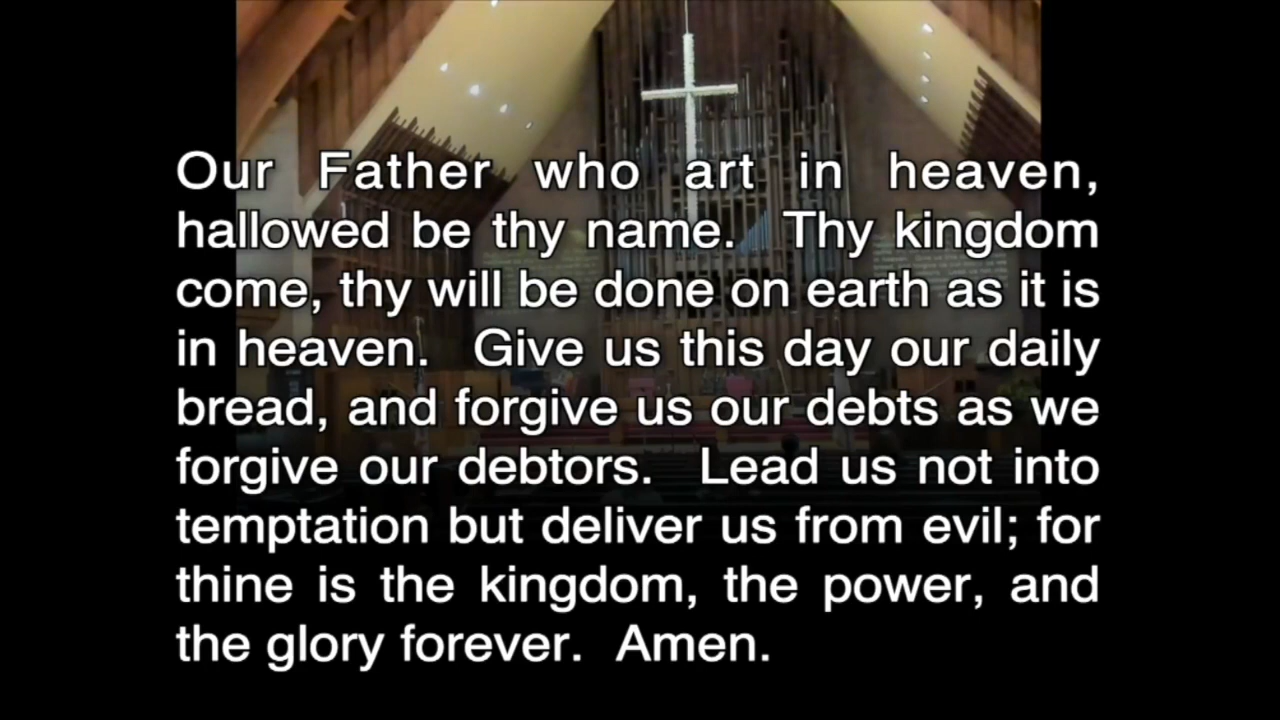 Our Father who art in heaven,
hallowed be thy name. Thy kingdom
come, thy will be done on earth as it is
in heaven. Give us this day our daily
bread, and forgive us our debts as we
forgive our debtors. Lead us not into
temptation but deliver us from evil; for
thine is the kingdom, the power, and
the glory forever. Amen.